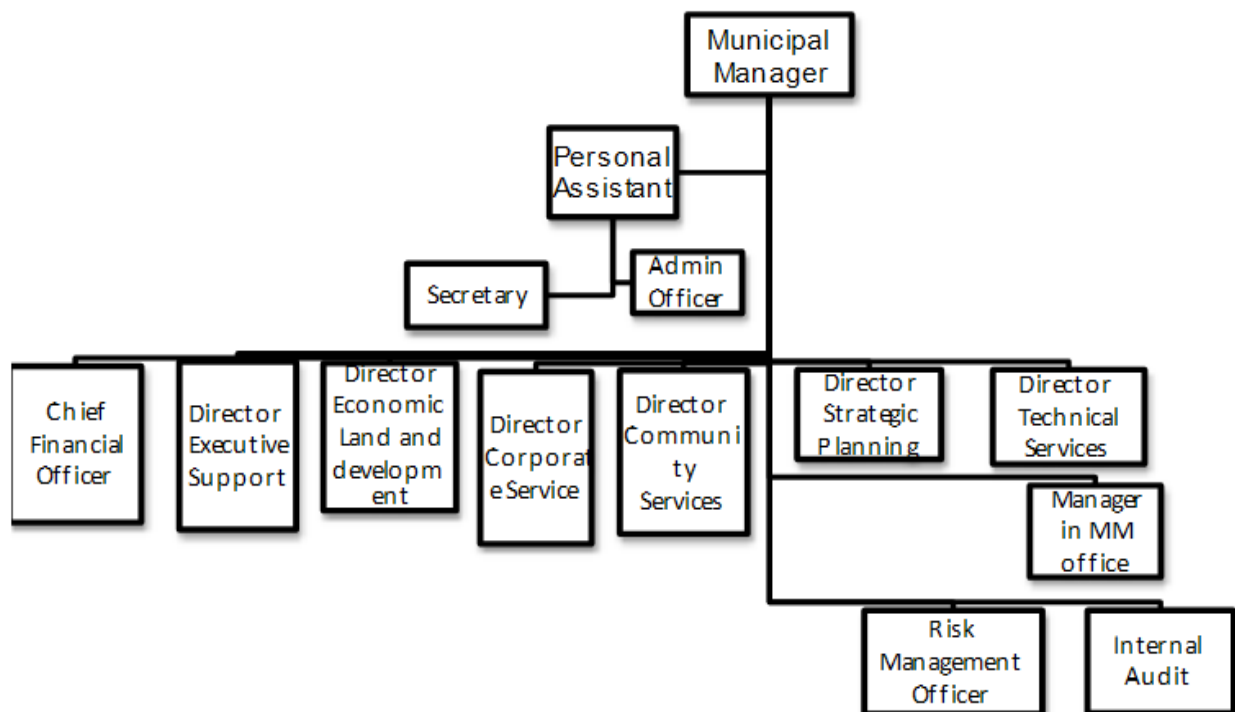 Municipal
Manager
Personal
Assistant
Secretary
Admin
Officer
Chief
Financial
Officer
Director
Executive
Support
Director
Economic
Land and
developm
ent
Director
Corporat
e Service
Director
Communi
ty
Services
Director
Strategic
Planning
Director
Technical
Services
Manager
in MM
office
Risk
Management
Officer
Internal
Audit